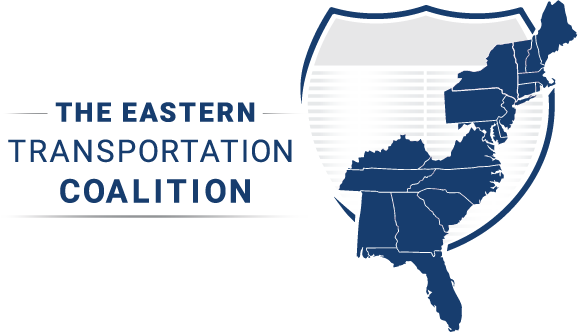 THE EASTERN
TRANSPORTATION
COALITION